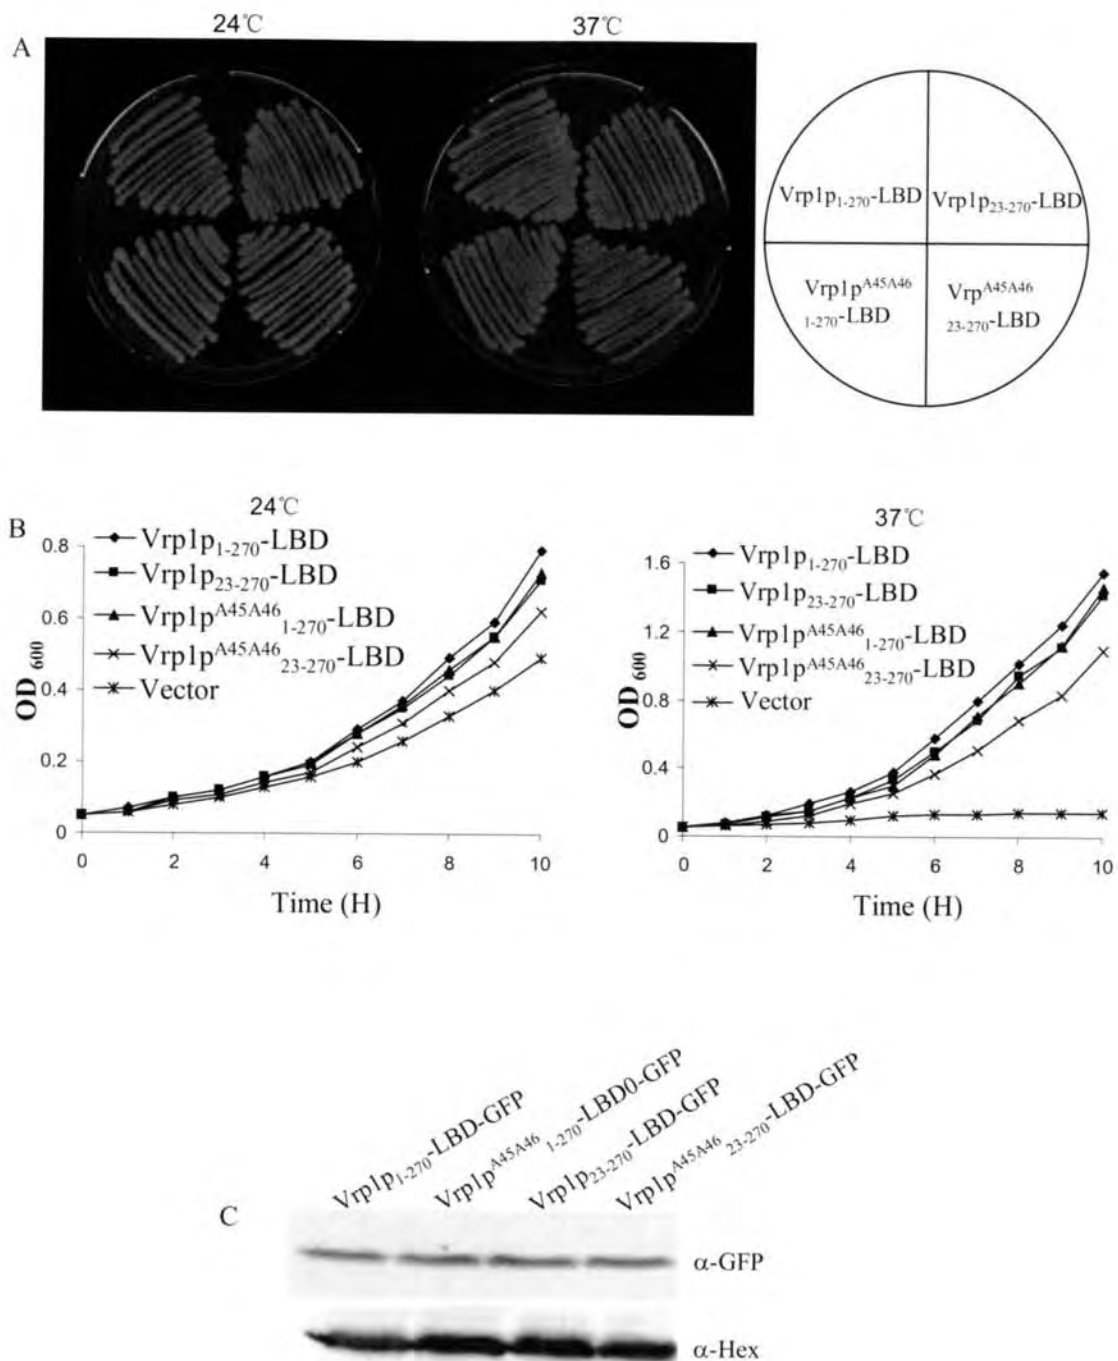 A
24℃
37℃
Vrp1p1-270-LBD
Vrp1p23-270-LBD
Vrp1pA45A46
1-270-LBD
VrpA45A46
23-270-LBD
B
24℃
Vrp1p1-270-LBD
Vrp1p23-270-LBD
Vrp1pA45A461-270-LBD
Vrp1pA45A4623-270-LBD
Vector
OD600
0.8
0.6
0.4
0.2
0
0 2 4 6 8 10
Time (H)
37℃
Vrp1p1-270-LBD
Vrp1p23-270-LBD
Vrp1pA45A461-270-LBD
Vrp1pA45A4623-270-LBD
Vector
OD600
1.6
1.2
0.8
0.4
0
0 2 4 6 8 10
Time (H)
C
Vrp1p1-270-LBD-GFP
Vrp1pA45A461-270-LBD0-GFP
Vrp1p23-270-LBD-GFP
Vrp1pA45A4623-270-LBD-GFP
α-GFP
α-Hex